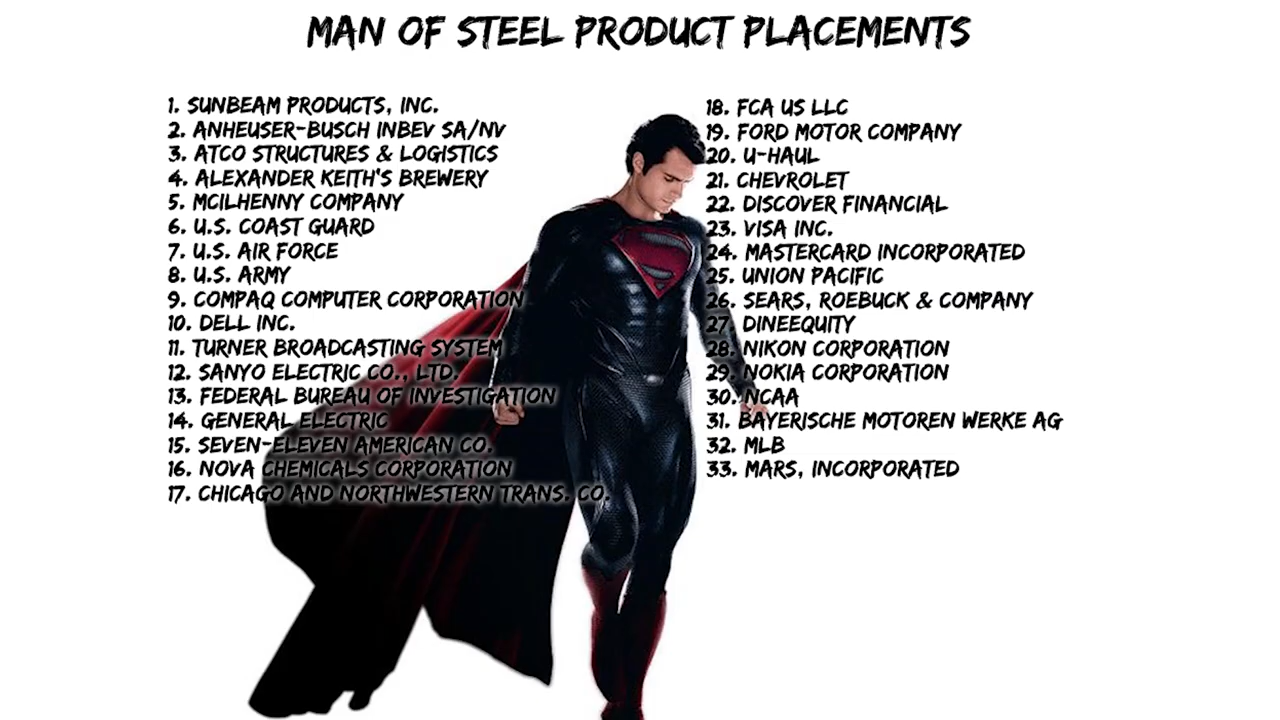 MAN OF STEEL PRODUCT PLACEMENTS
1. SUNBEAM PRODUCTS, INC.
2. ANHEUSER-BUSCH INBEV SA/NV
3. ATCO STRUCTURES & LOGISTICS
4. ALEXANDER KEITH'S BREWERY
5. MCILHENNY COMPANY
6. U.S. COAST GUARD
7. U.S. AIR FORCE
8. U.S. ARMY
9. COMPAQ COMPUTER CORPORATION
10. DELL INC.
11. TURNER BROADCASTING SYSTEM
12. SANYO ELECTRIC CO., LTD.
13. FEDERAL BUREAU OF INVESTIGATION
14. GENERAL ELECTRIC
15. SEVEN-ELEVEN AMERICAN CO.
16. NOVA CHEMICALS CORPORATION
17. CHICAGO AND NORTHWESTERN TRANS. CO.
18. FCA US LLC
19. FORD MOTOR COMPANY
20. U-HAUL
21. CHEVROLET
22. DISCOVER FINANCIAL
23. VISA INC.
24. MASTERCARD INCORPORATED
25. UNION PACIFIC
26. SEARS, ROEBUCK & COMPANY
27. DINEEQUITY
28. NIKON CORPORATION
29. NOKIA CORPORATION
30. NCAA
31. BAYERISCHE MOTOREN WERKE AG
32. MLB
33. MARS, INCORPORATED